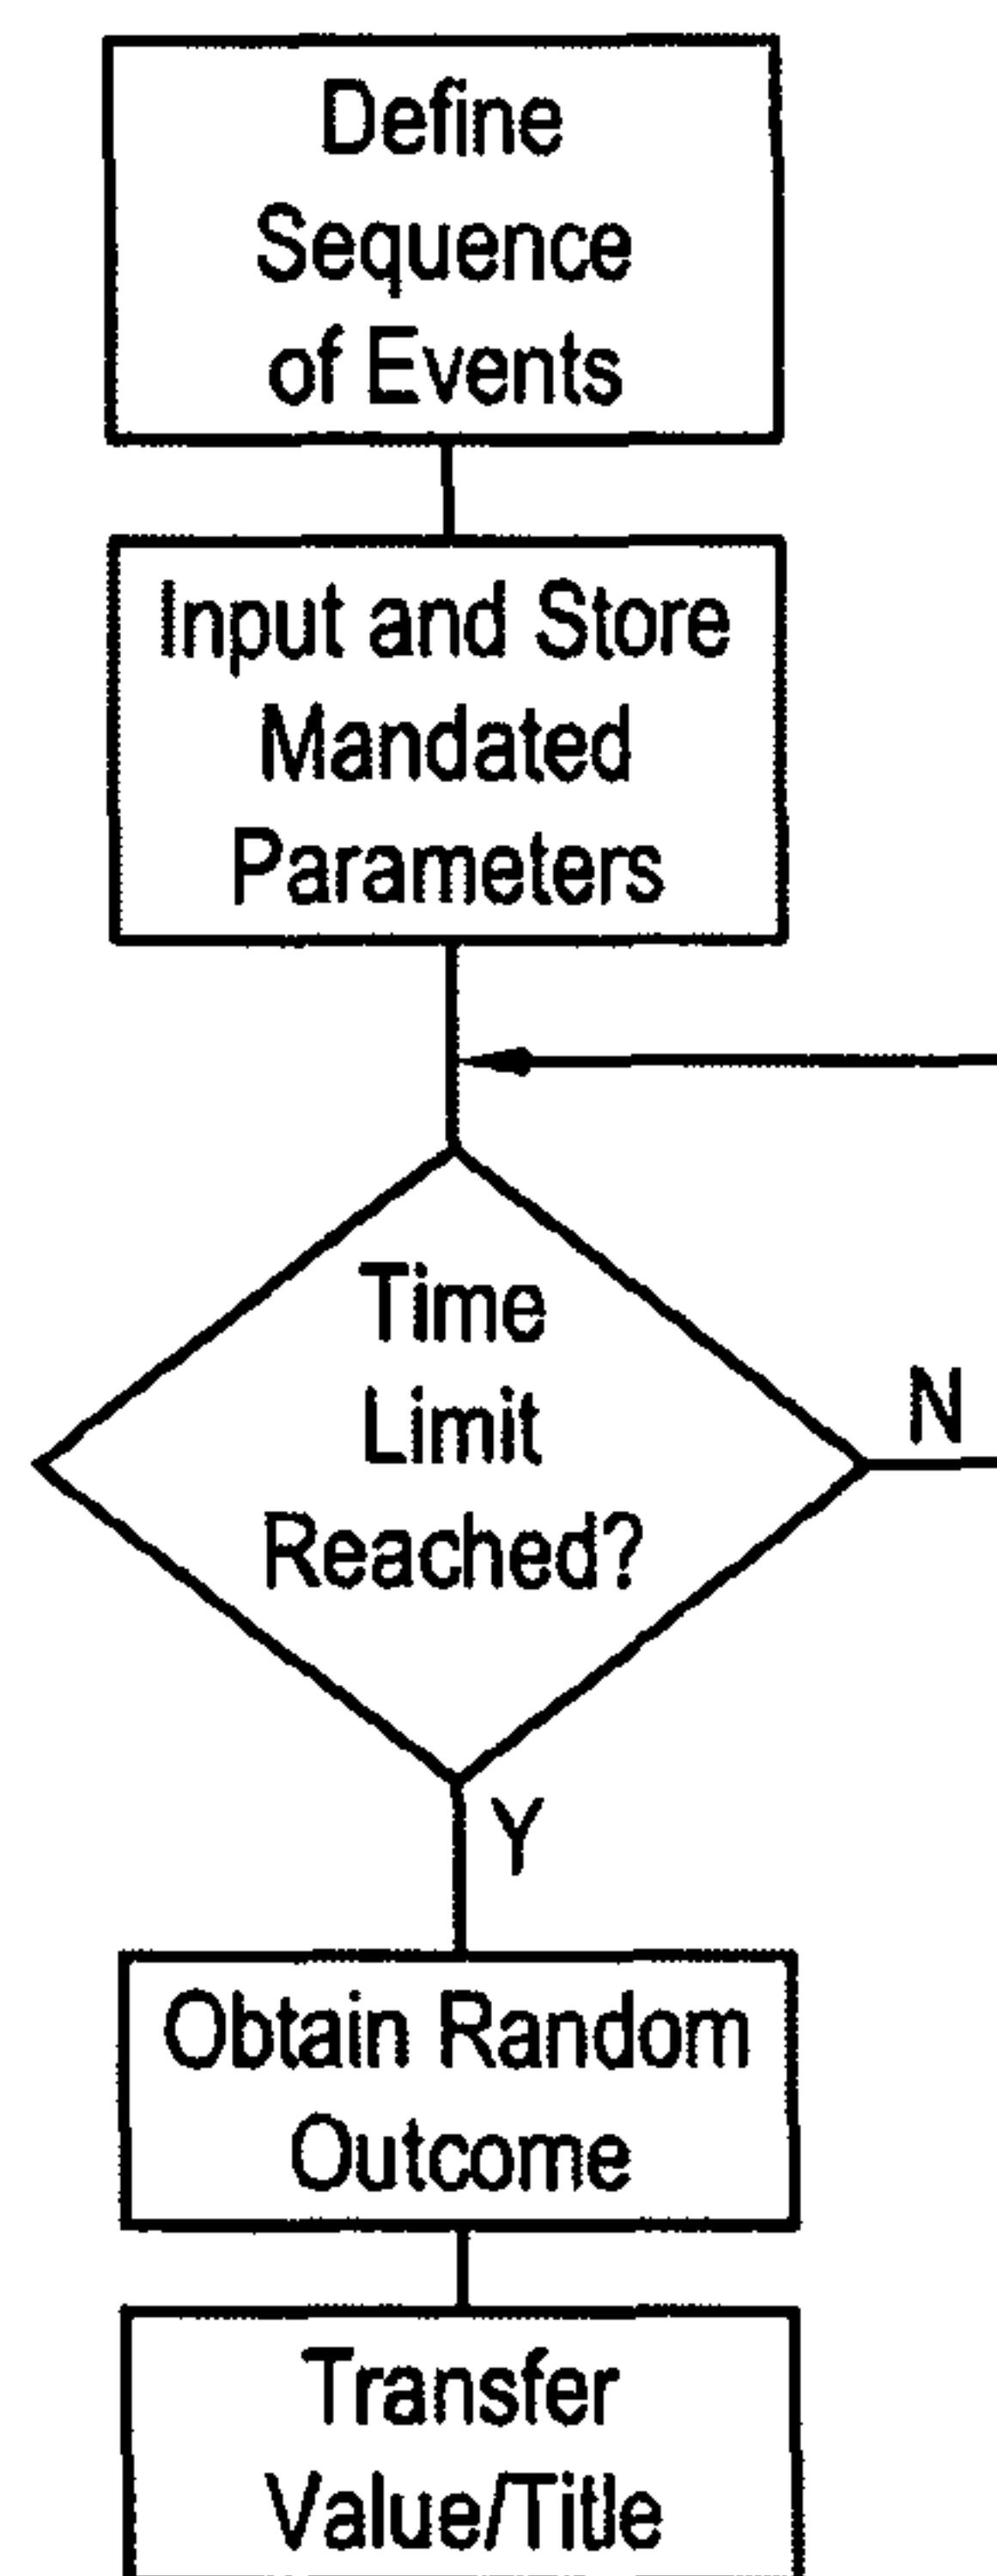 Define
Sequence
of Events
Input and Store
Mandated
Parameters
Time
Limit
Reached?
N
Y
Obtain Random
Outcome
Transfer
Value/Title